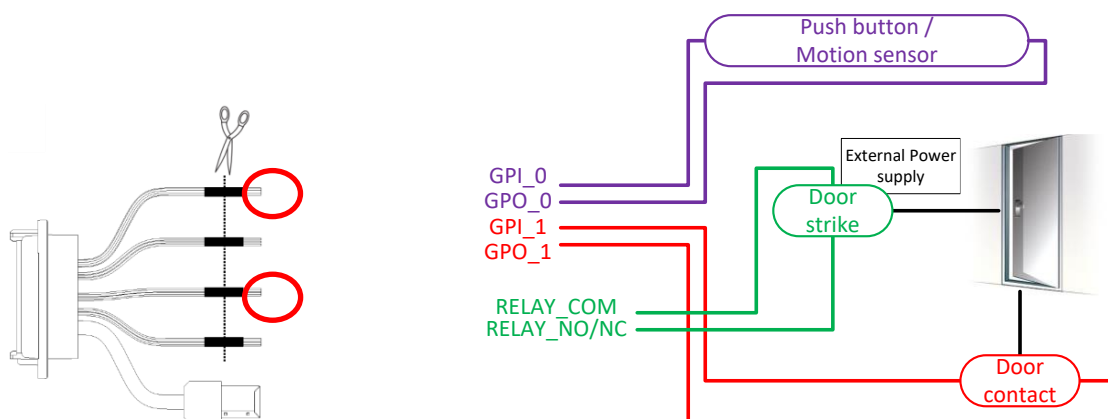 Push button /
Motion sensor
External Power
supply
GPI_0
GPO_0
GPI_1
GPO_1
Door
strike
RELAY_COM
RELAY_NO/NC
Door
contact